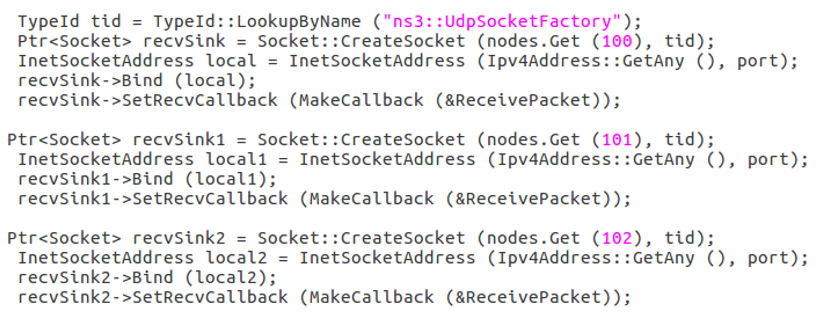 TypeId tid = TypeId::LookupByName ("ns3::UdpSocketFactory");
Ptr<Socket> recvSink = Socket::CreateSocket (nodes.Get (100), tid);
InetSocketAddress local = InetSocketAddress (Ipv4Address::GetAny (), port);
recvSink->Bind (local);
recvSink->SetRecvCallback (MakeCallback (&ReceivePacket));
Ptr<Socket> recvSink1 = Socket::CreateSocket (nodes.Get (101), tid);
InetSocketAddress local1 = InetSocketAddress (Ipv4Address::GetAny (), port);
recvSink1->Bind (local1);
recvSink1->SetRecvCallback (MakeCallback (&ReceivePacket));
Ptr<Socket> recvSink2 = Socket::CreateSocket (nodes.Get (102), tid);
InetSocketAddress local2 = InetSocketAddress (Ipv4Address::GetAny (), port);
recvSink2->Bind (local2);
recvSink2->SetRecvCallback (MakeCallback (&ReceivePacket));